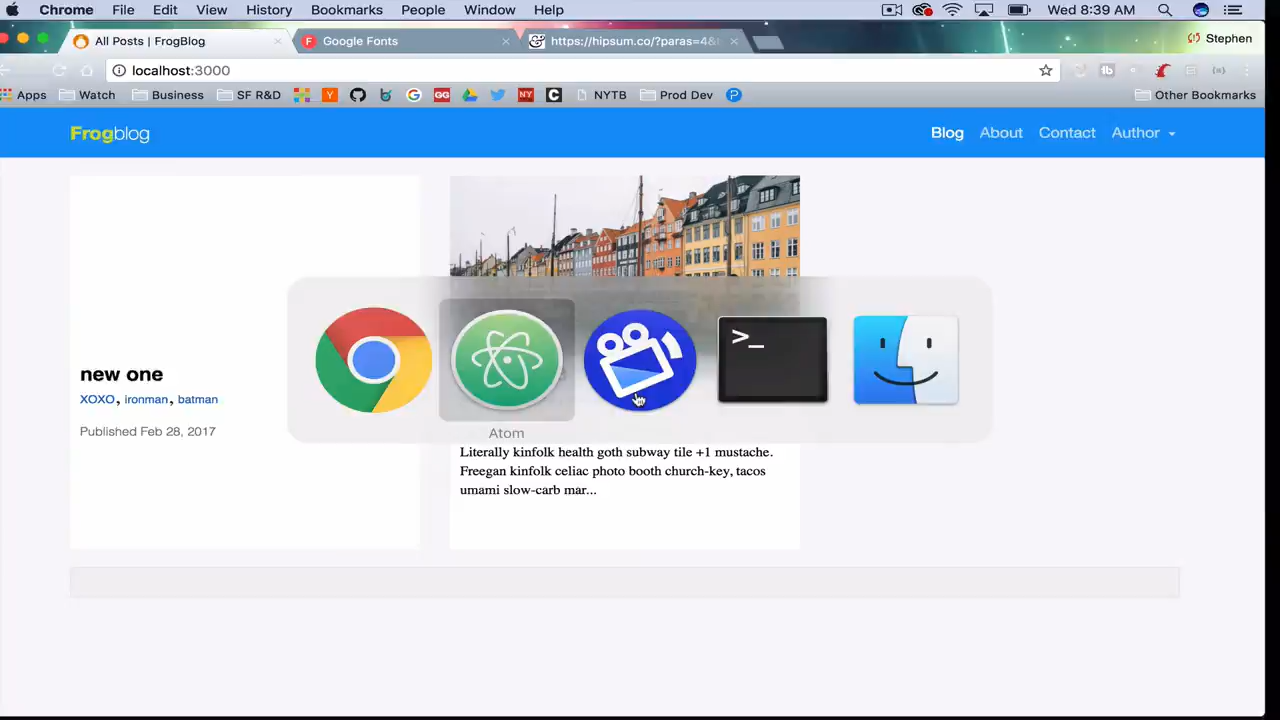 Chrome File Edit View History Bookmarks People Window Help Wed 8:39 AM
All Posts | FrogBlog Google Fonts https://hipsum.co/?paras=4&t Stephen
localhost:3000
Apps Watch Business SF R&D NYTB Prod Dev Other Bookmarks
Frogblog Blog About Contact Author
new one
XOXO, ironman, batman
Published Feb 28, 2017
>_
Atom
Literally kinfolk health goth subway tile +1 mustache.
Freegan kinfolk celiac photo booth church-key, tacos
umami slow-carb mar...